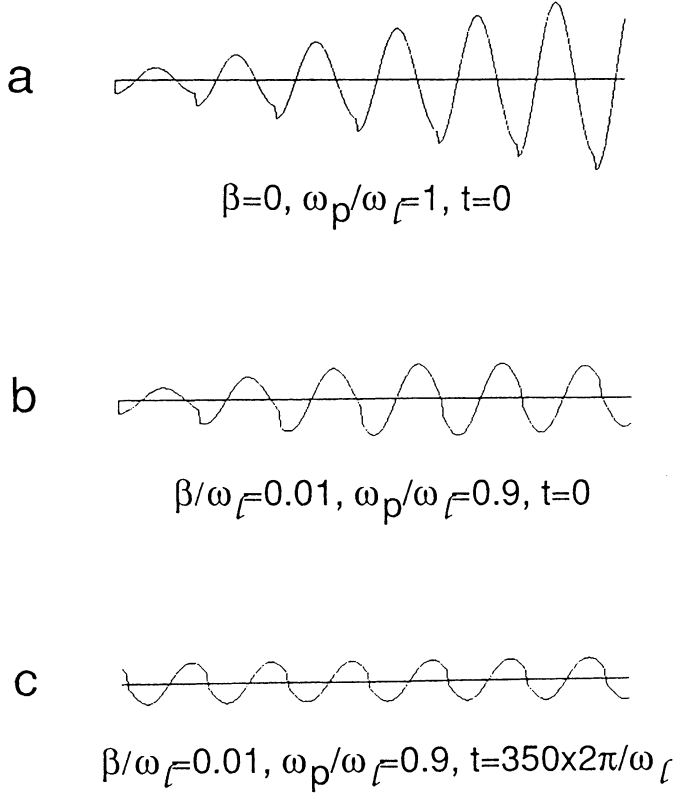 a
β=0, ωp/ωℓ=1, t=0
b
β/ωℓ=0.01, ωp/ωℓ=0.9, t=0
c
β/ωℓ=0.01, ωp/ωℓ=0.9, t=350x2π/ωℓ